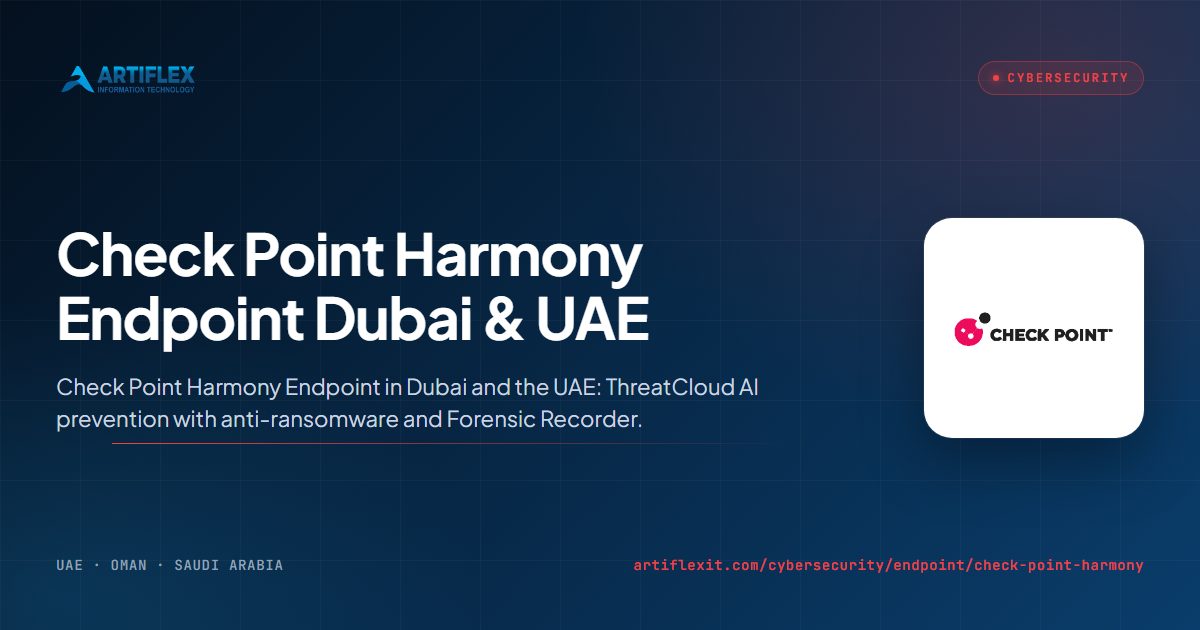 ARTIFLEX
INFORMATION TECHNOLOGY
CYBERSECURITY
Check Point Harmony
Endpoint Dubai & UAE
Check Point Harmony Endpoint in Dubai and the UAE: ThreatCloud AI
prevention with anti-ransomware and Forensic Recorder.
CHECK POINT™
UAE · OMAN · SAUDI ARABIA
artiflexit.com/cybersecurity/endpoint/check-point-harmony